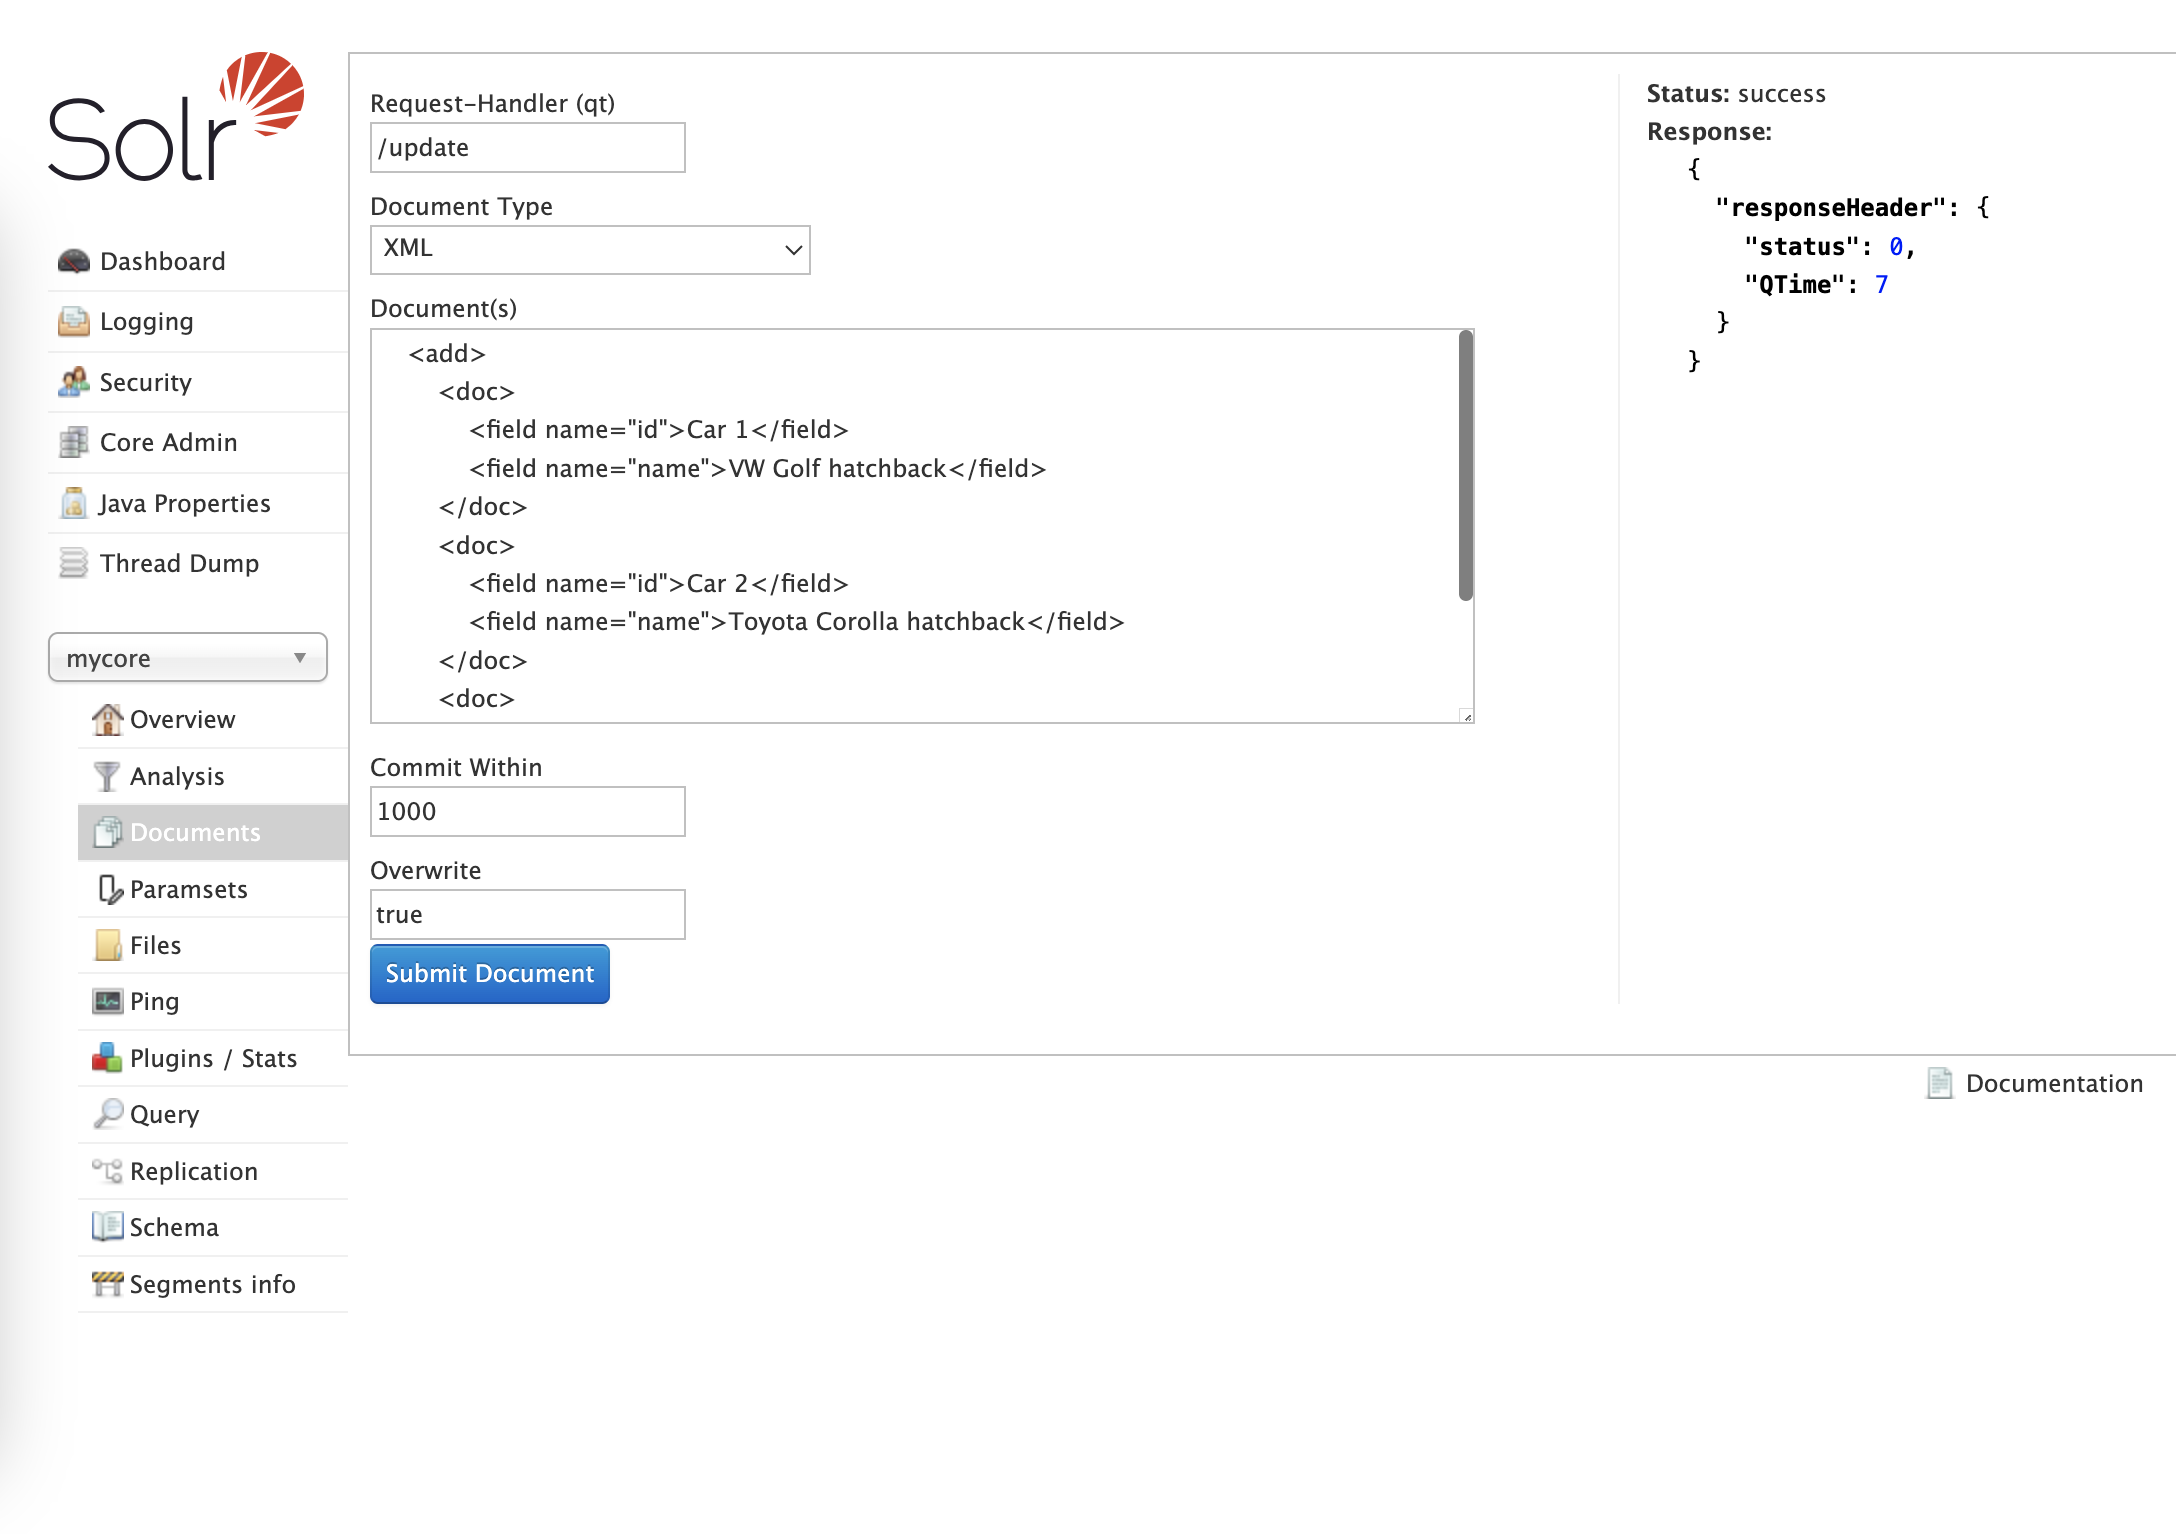 Solr
Dashboard
Logging
Security
Core Admin
Java Properties
Thread Dump
mycore
Overview
Analysis
Documents
Paramsets
Files
Ping
Plugins / Stats
Query
Replication
Schema
Segments info
Request-Handler (qt)
/update
Document Type
XML
Document(s)
<add>
<doc>
<field name="id">Car 1</field>
<field name="name">VW Golf hatchback</field>
</doc>
<doc>
<field name="id">Car 2</field>
<field name="name">Toyota Corolla hatchback</field>
</doc>
<doc>
Commit Within
1000
Overwrite
true
Submit Document
Status: success
Response:
{
"responseHeader": {
"status": 0,
"QTime": 7
}
}
Documentation